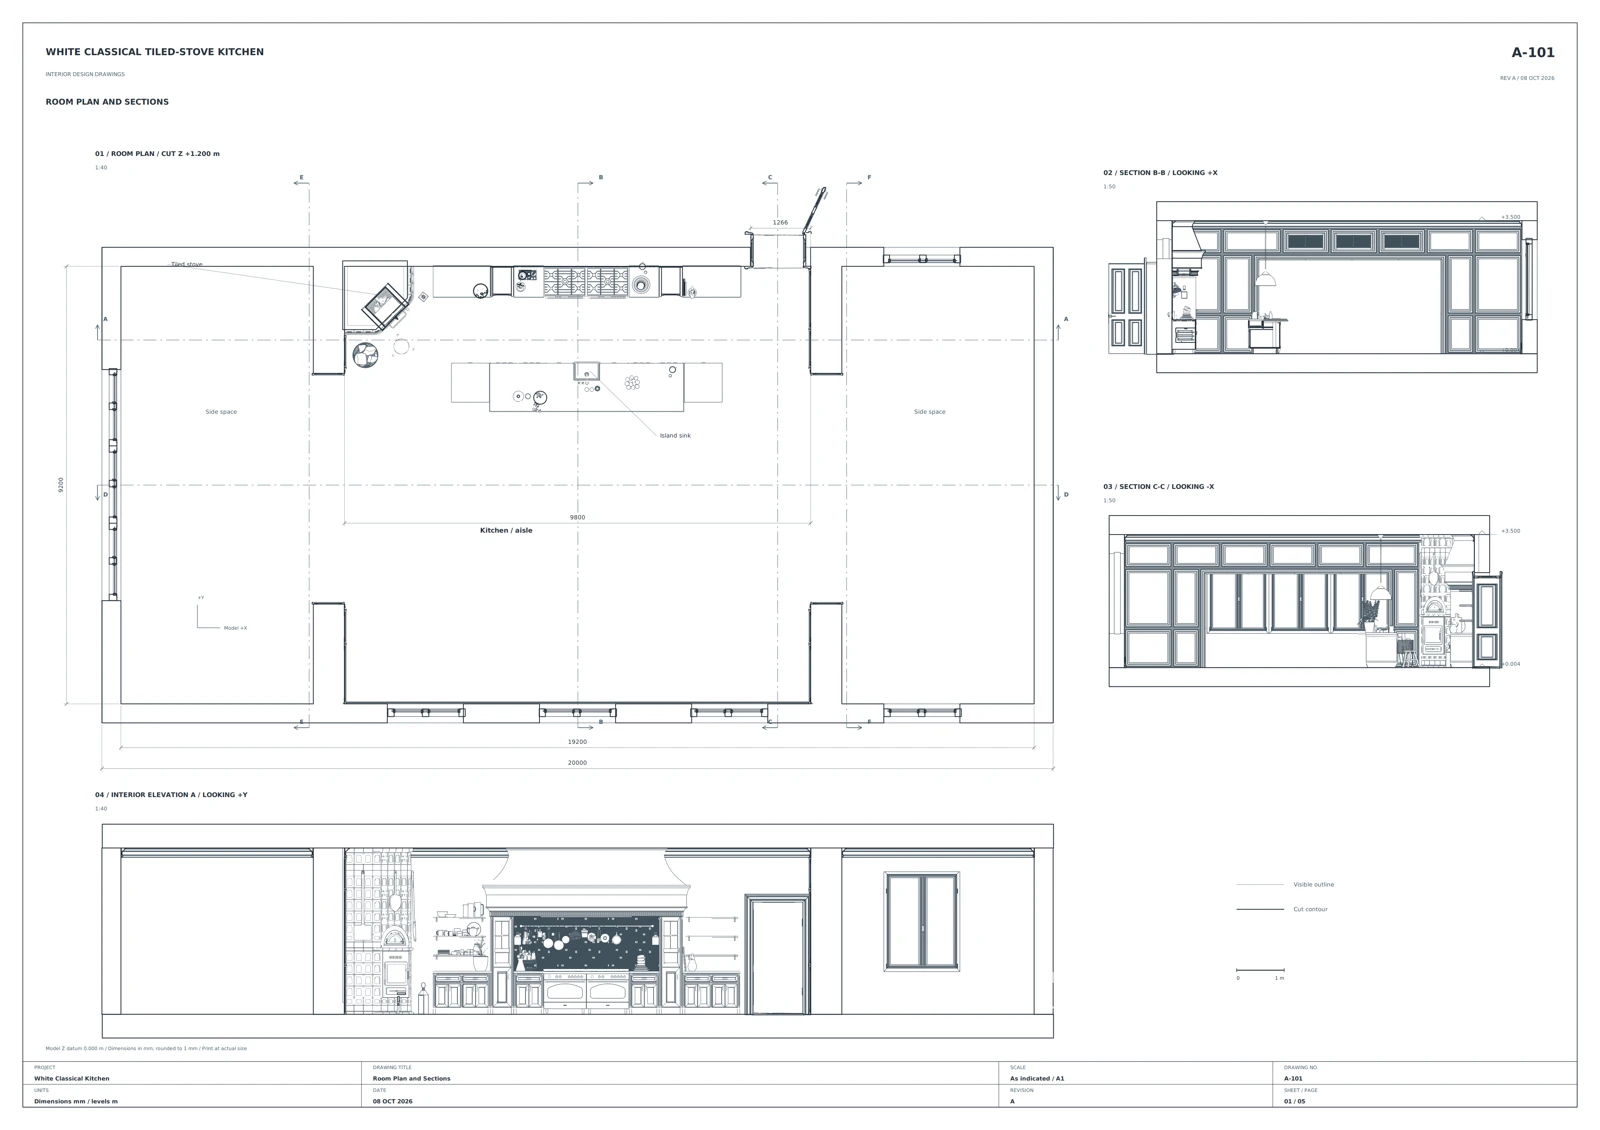 WHITE CLASSICAL TILED-STOVE KITCHEN
A-101
INTERIOR DESIGN DRAWINGS
REV A / 08 OCT 2026
ROOM PLAN AND SECTIONS
01 / ROOM PLAN / CUT Z +1.200 m
1:40
E
B
C
F
1266
Tiled stove
A
A
Side space
Side space
Island sink
9200
D
D
9800
Kitchen / aisle
+Y
Model +X
E
B
C
F
19200
20000
02 / SECTION B-B / LOOKING +X
1:50
+3.500
03 / SECTION C-C / LOOKING -X
1:50
+3.500
+0.004
04 / INTERIOR ELEVATION A / LOOKING +Y
1:40
Visible outline
Cut contour
0 1 m
Model Z datum 0.000 m / Dimensions in mm, rounded to 1 mm / Print at actual size
PROJECT
White Classical Kitchen
DRAWING TITLE
Room Plan and Sections
SCALE
As indicated / A1
DRAWING NO.
A-101
UNITS
Dimensions mm / levels m
DATE
08 OCT 2026
REVISION
A
SHEET / PAGE
01 / 05